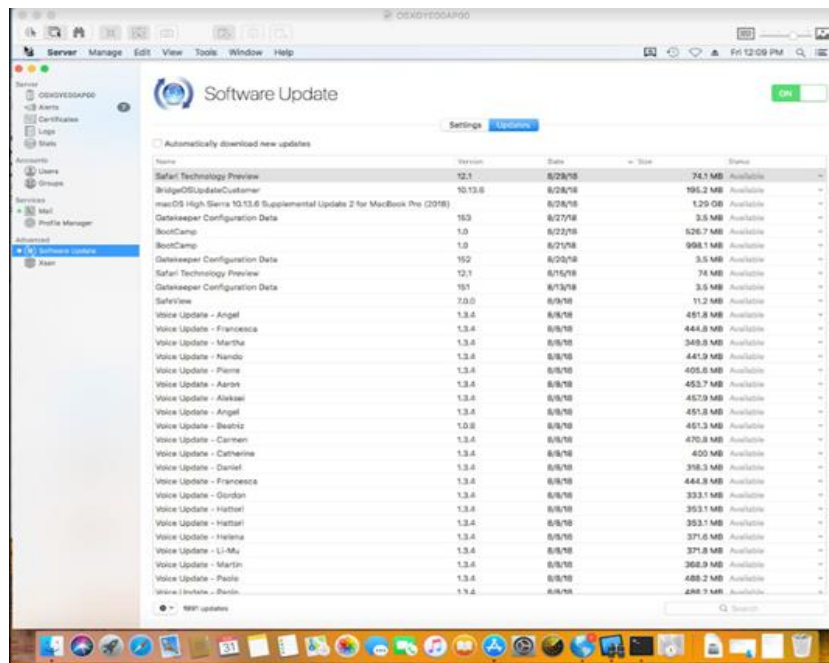 Server Manage Edit View Tools Window Help Fri 12:09 PM
Server
Alerts
Certificates
Logs
Stats
Accounts
Users
Groups
Services
Mail
Profile Manager
Advanced
Software Update
Xsan
Software Update
ON
Settings Updates
Automatically download new updates
Name Version Date Size Status
Safari Technology Preview 12.1 8/29/18 74.1 MB Available
BridgeOSUpdateCustomer 10.13.6 8/28/18 195.2 MB Available
macOS High Sierra 10.13.6 Supplemental Update 2 for MacBook Pro (2018) 8/28/18 1.29 GB Available
Gatekeeper Configuration Data 153 8/27/18 3.5 MB Available
BootCamp 1.0 8/22/18 526.7 MB Available
BootCamp 1.0 8/21/18 998.1 MB Available
Gatekeeper Configuration Data 152 8/20/18 3.5 MB Available
Safari Technology Preview 12.1 8/15/18 74 MB Available
Gatekeeper Configuration Data 151 8/13/18 3.5 MB Available
SafeView 7.0.0 8/9/18 11.2 MB Available
Voice Update - Angel 1.3.4 8/8/18 451.8 MB Available
Voice Update - Francesca 1.3.4 8/8/18 444.8 MB Available
Voice Update - Martha 1.3.4 8/8/18 349.8 MB Available
Voice Update - Nando 1.3.4 8/8/18 441.9 MB Available
Voice Update - Pierre 1.3.4 8/8/18 405.6 MB Available
Voice Update - Aaron 1.3.4 8/8/18 453.7 MB Available
Voice Update - Aleksei 1.3.4 8/8/18 457.9 MB Available
Voice Update - Angel 1.3.4 8/8/18 451.8 MB Available
Voice Update - Beatriz 1.0.8 8/8/18 451.3 MB Available
Voice Update - Carmen 1.3.4 8/8/18 470.8 MB Available
Voice Update - Catherine 1.3.4 8/8/18 400 MB Available
Voice Update - Daniel 1.3.4 8/8/18 318.3 MB Available
Voice Update - Francesca 1.3.4 8/8/18 444.8 MB Available
Voice Update - Gordon 1.3.4 8/8/18 333.1 MB Available
Voice Update - Hattori 1.3.4 8/8/18 353.1 MB Available
Voice Update - Hattori 1.3.4 8/8/18 353.1 MB Available
Voice Update - Helena 1.3.4 8/8/18 371.6 MB Available
Voice Update - Li-Mu 1.3.4 8/8/18 371.8 MB Available
Voice Update - Martin 1.3.4 8/8/18 368.9 MB Available
Voice Update - Paola 1.3.4 8/8/18 488.2 MB Available
Voice Update - Paola 1.3.4 8/8/18 488.2 MB Available
1991 updates Search
31